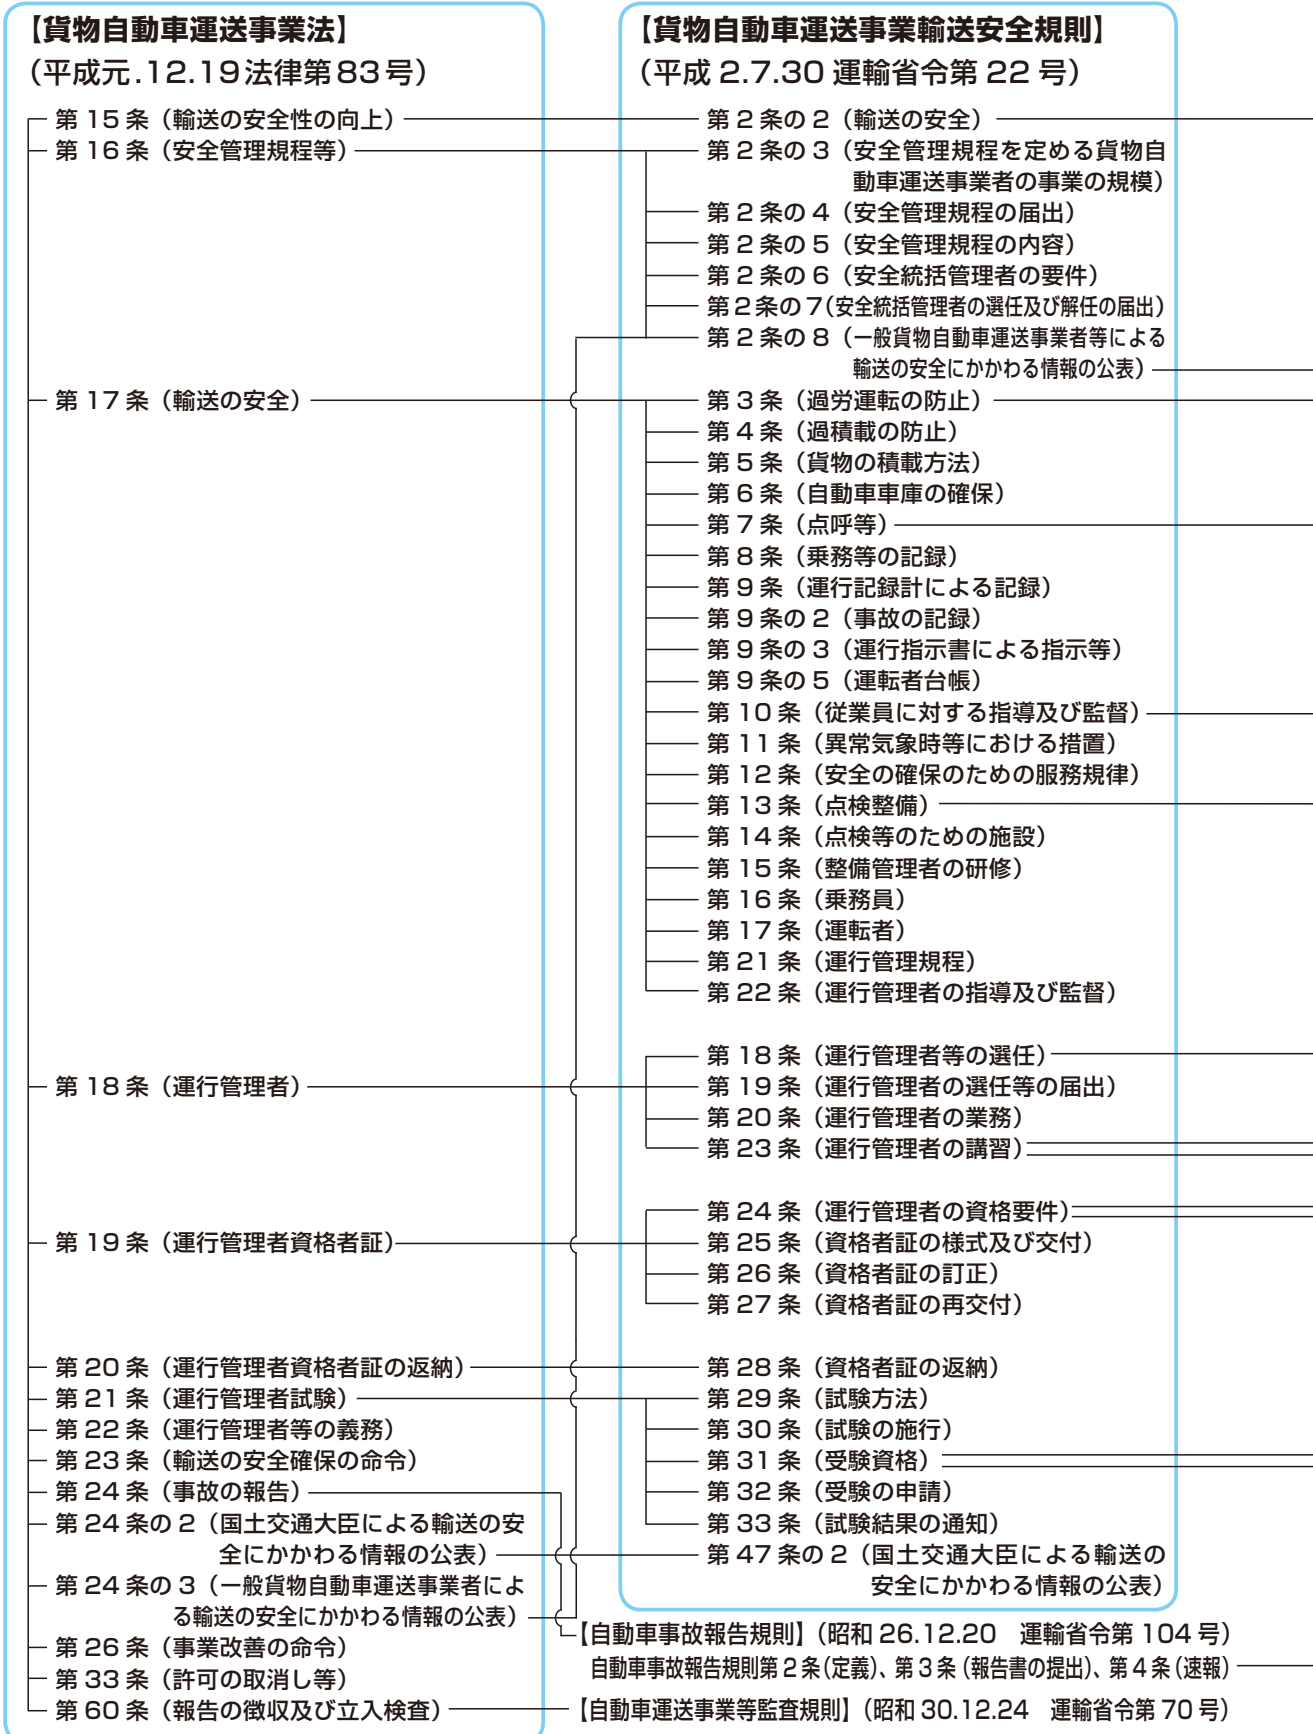 【貨物自動車運送事業法】
（平成元.12.19法律第83号）
第15条（輸送の安全性の向上）
第16条（安全管理規程等）
第17条（輸送の安全）
第18条（運行管理者）
第19条（運行管理者資格者証）
第20条（運行管理者資格者証の返納）
第21条（運行管理者試験）
第22条（運行管理者等の義務）
第23条（輸送の安全確保の命令）
第24条（事故の報告）
第24条の2（国土交通大臣による輸送の安
全にかかわる情報の公表）
第24条の3（一般貨物自動車運送事業者によ
る輸送の安全にかかわる情報の公表）
第26条（事業改善の命令）
第33条（許可の取消し等）
第60条（報告の徴収及び立入検査）
【貨物自動車運送事業輸送安全規則】
（平成2.7.30運輸省令第22号）
第2条の2（輸送の安全）
第2条の3（安全管理規程を定める貨物自
動車運送事業者の事業の規模）
第2条の4（安全管理規程の届出）
第2条の5（安全管理規程の内容）
第2条の6（安全統括管理者の要件）
第2条の7（安全統括管理者の選任及び解任の届出）
第2条の8（一般貨物自動車運送事業者等による
輸送の安全にかかわる情報の公表）
第3条（過労運転の防止）
第4条（過積載の防止）
第5条（貨物の積載方法）
第6条（自動車車庫の確保）
第7条（点呼等）
第8条（乗務等の記録）
第9条（運行記録計による記録）
第9条の2（事故の記録）
第9条の3（運行指示書による指示等）
第9条の5（運転者台帳）
第10条（従業員に対する指導及び監督）
第11条（異常気象時等における措置）
第12条（安全の確保のための服務規律）
第13条（点検整備）
第14条（点検等のための施設）
第15条（整備管理者の研修）
第16条（乗務員）
第17条（運転者）
第21条（運行管理規程）
第22条（運行管理者の指導及び監督）
第18条（運行管理者等の選任）
第19条（運行管理者の選任等の届出）
第20条（運行管理者の業務）
第23条（運行管理者の講習）
第24条（運行管理者の資格要件）
第25条（資格者証の様式及び交付）
第26条（資格者証の訂正）
第27条（資格者証の再交付）
第28条（資格者証の返納）
第29条（試験方法）
第30条（試験の施行）
第31条（受験資格）
第32条（受験の申請）
第33条（試験結果の通知）
第47条の2（国土交通大臣による輸送の
安全にかかわる情報の公表）
【自動車事故報告規則】（昭和26.12.20　運輸省令第104号）
自動車事故報告規則第2条（定義）、第3条（報告書の提出）、第4条（速報）
【自動車運送事業等監査規則】（昭和30.12.24　運輸省令第70号）